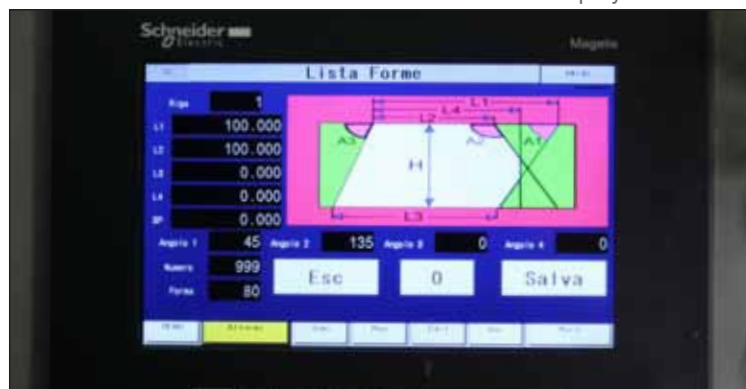 Schneider
Electric
Magelis
Lista Forme
Riga 1
L1 100.000
L2 100.000
L3 0.000
L4 0.000
SP 0.000
L1
L4
L2
A3
A2
A1
H
L3
Angolo 1 45 Angolo 2 135 Angolo 3 0 Angolo 4 0
Numero 999
Forma 80
Esc
0
Salva